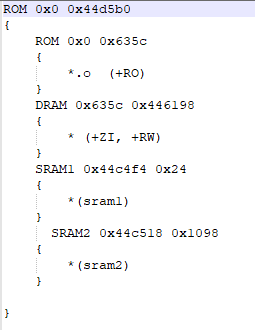 ROM 0x0 0x44d5b0
{
ROM 0x0 0x635c
{
*.o (+RO)
}
DRAM 0x635c 0x446198
{
* (+ZI, +RW)
}
SRAM1 0x44c4f4 0x24
{
*(sram1)
}
SRAM2 0x44c518 0x1098
{
*(sram2)
}
}